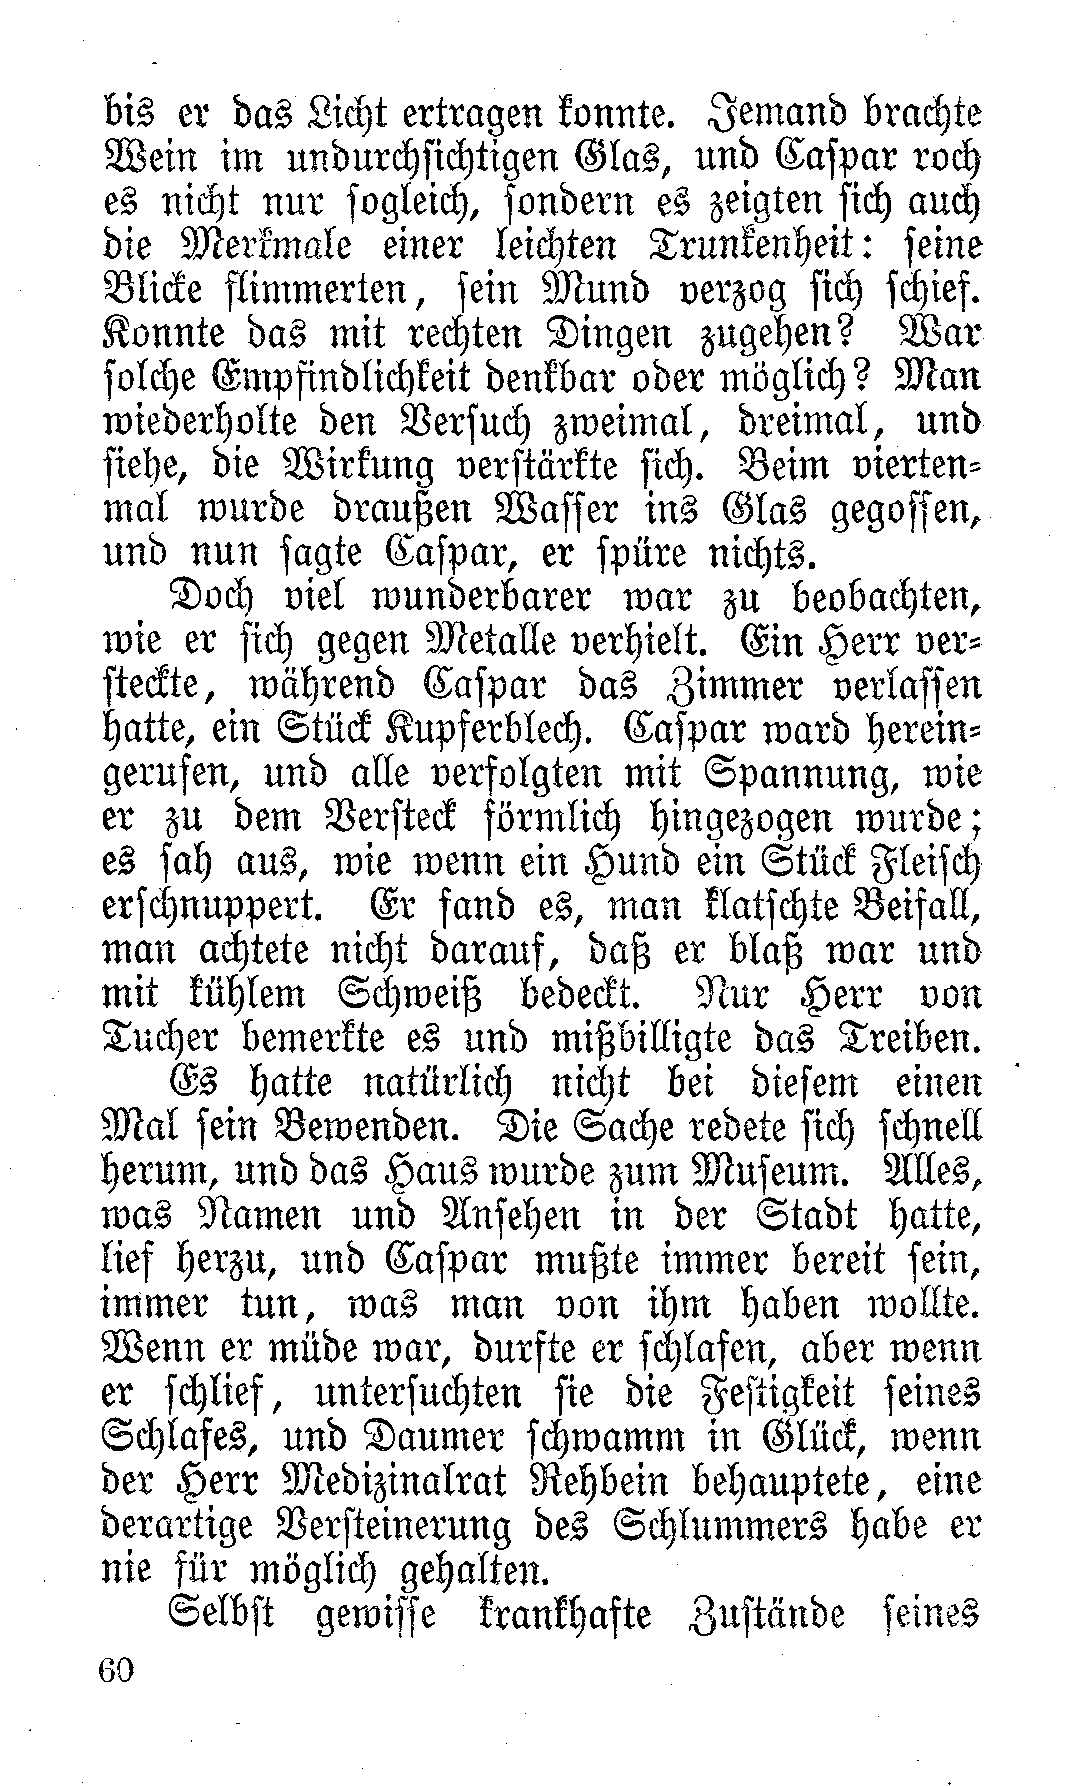 bis er das Licht ertragen konnte. Jemand brachte
Wein im undurchsichtigen Glas, und Caspar roch
es nicht nur sogleich, sondern es zeigten sich auch
die Merkmale einer leichten Trunkenheit: seine
Blicke flimmerten, sein Mund verzog sich schief.
Konnte das mit rechten Dingen zugehen? War
solche Empfindlichkeit denkbar oder möglich? Man
wiederholte den Versuch zweimal, dreimal, und
siehe, die Wirkung verstärkte sich. Beim vierten-
mal wurde draußen Wasser ins Glas gegossen,
und nun sagte Caspar, er spüre nichts.
Doch viel wunderbarer war zu beobachten,
wie er sich gegen Metalle verhielt. Ein Herr ver-
steckte, während Caspar das Zimmer verlassen
hatte, ein Stück Kupferblech. Caspar ward herein-
gerufen, und alle verfolgten mit Spannung, wie
er zu dem Versteck förmlich hingezogen wurde;
es sah aus, wie wenn ein Hund ein Stück Fleisch
erschnuppert. Er fand es, man klatschte Beifall,
man achtete nicht darauf, daß er blaß war und
mit kühlem Schweiß bedeckt. Nur Herr von
Tucher bemerkte es und mißbilligte das Treiben.
Es hatte natürlich nicht bei diesem einen
Mal sein Bewenden. Die Sache redete sich schnell
herum, und das Haus wurde zum Museum. Alles,
was Namen und Ansehen in der Stadt hatte,
lief herzu, und Caspar mußte immer bereit sein,
immer tun, was man von ihm haben wollte.
Wenn er müde war, durfte er schlafen, aber wenn
er schlief, untersuchten sie die Festigkeit seines
Schlafes, und Daumer schwamm in Glück, wenn
der Herr Medizinalrat Rehbein behauptete, eine
derartige Versteinerung des Schlummers habe er
nie für möglich gehalten.
Selbst gewisse krankhafte Zustände seines
60